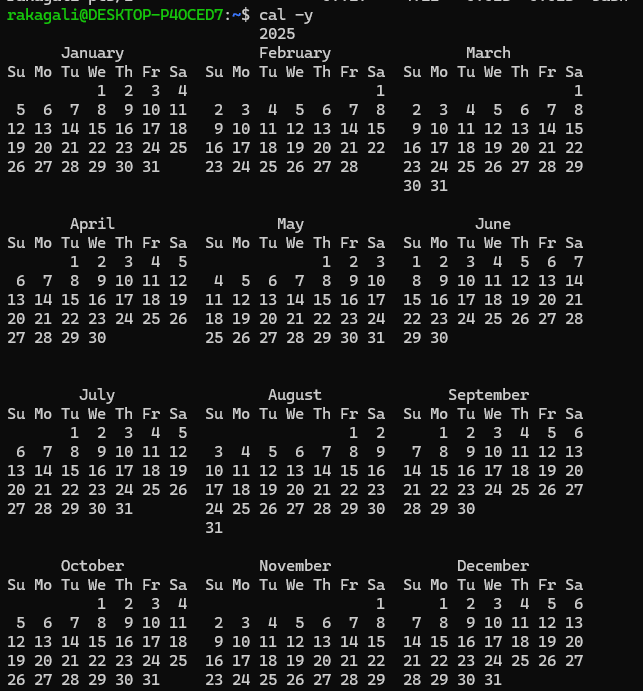 rakagali@DESKTOP-P4OCED7:~$ cal -y
                            2025
      January               February               March
Su Mo Tu We Th Fr Sa  Su Mo Tu We Th Fr Sa  Su Mo Tu We Th Fr Sa
          1  2  3  4                     1                     1
 5  6  7  8  9 10 11   2  3  4  5  6  7  8   2  3  4  5  6  7  8
12 13 14 15 16 17 18   9 10 11 12 13 14 15   9 10 11 12 13 14 15
19 20 21 22 23 24 25  16 17 18 19 20 21 22  16 17 18 19 20 21 22
26 27 28 29 30 31     23 24 25 26 27 28     23 24 25 26 27 28 29
                                            30 31
       April                  May                   June
Su Mo Tu We Th Fr Sa  Su Mo Tu We Th Fr Sa  Su Mo Tu We Th Fr Sa
       1  2  3  4  5               1  2  3   1  2  3  4  5  6  7
 6  7  8  9 10 11 12   4  5  6  7  8  9 10   8  9 10 11 12 13 14
13 14 15 16 17 18 19  11 12 13 14 15 16 17  15 16 17 18 19 20 21
20 21 22 23 24 25 26  18 19 20 21 22 23 24  22 23 24 25 26 27 28
27 28 29 30           25 26 27 28 29 30 31  29 30
        July                 August              September
Su Mo Tu We Th Fr Sa  Su Mo Tu We Th Fr Sa  Su Mo Tu We Th Fr Sa
       1  2  3  4  5                  1  2      1  2  3  4  5  6
 6  7  8  9 10 11 12   3  4  5  6  7  8  9   7  8  9 10 11 12 13
13 14 15 16 17 18 19  10 11 12 13 14 15 16  14 15 16 17 18 19 20
20 21 22 23 24 25 26  17 18 19 20 21 22 23  21 22 23 24 25 26 27
27 28 29 30 31        24 25 26 27 28 29 30  28 29 30
                      31
      October               November              December
Su Mo Tu We Th Fr Sa  Su Mo Tu We Th Fr Sa  Su Mo Tu We Th Fr Sa
          1  2  3  4                     1      1  2  3  4  5  6
 5  6  7  8  9 10 11   2  3  4  5  6  7  8   7  8  9 10 11 12 13
12 13 14 15 16 17 18   9 10 11 12 13 14 15  14 15 16 17 18 19 20
19 20 21 22 23 24 25  16 17 18 19 20 21 22  21 22 23 24 25 26 27
26 27 28 29 30 31     23 24 25 26 27 28 29  28 29 30 31